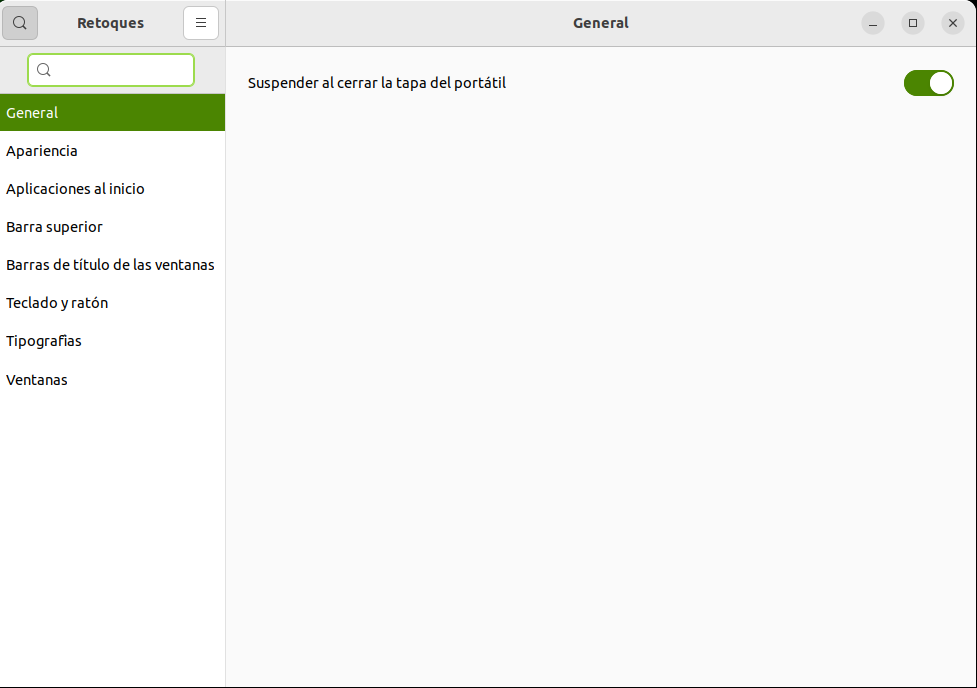 Retoques
General
General
Apariencia
Aplicaciones al inicio
Barra superior
Barras de título de las ventanas
Teclado y ratón
Tipografías
Ventanas
Suspender al cerrar la tapa del portátil